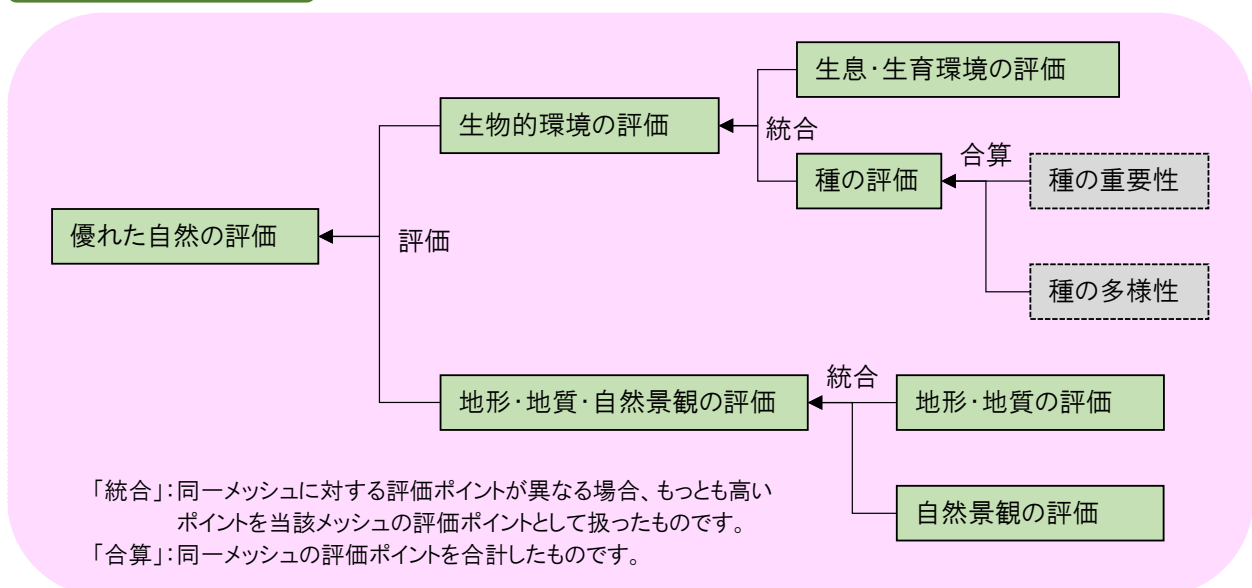 生息・生育環境の評価
生物的環境の評価
統合
合算
種の評価
種の重要性
優れた自然の評価
評価
種の多様性
統合
地形・地質・自然景観の評価
地形・地質の評価
自然景観の評価
「統合」：同一メッシュに対する評価ポイントが異なる場合、もっとも高い
ポイントを当該メッシュの評価ポイントとして扱ったものです。
「合算」：同一メッシュの評価ポイントを合計したものです。